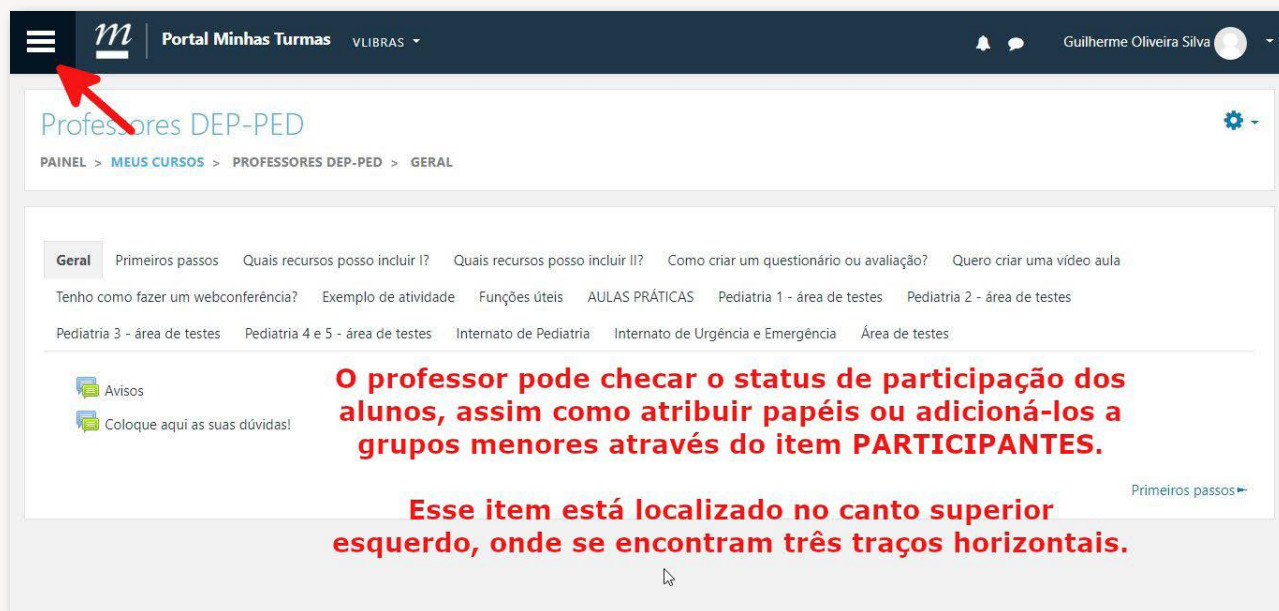 m Portal Minhas Turmas VLIBRAS Guilherme Oliveira Silva
Professores DEP-PED
PAINEL > MEUS CURSOS > PROFESSORES DEP-PED > GERAL
Geral Primeiros passos Quais recursos posso incluir I? Quais recursos posso incluir II? Como criar um questionário ou avaliação? Quero criar uma vídeo aula
Tenho como fazer um webconferência? Exemplo de atividade Funções úteis AULAS PRÁTICAS Pediatria 1 - área de testes Pediatria 2 - área de testes
Pediatria 3 - área de testes Pediatria 4 e 5 - área de testes Internato de Pediatria Internato de Urgência e Emergência Área de testes
Avisos
Coloque aqui as suas dúvidas!
O professor pode checar o status de participação dos
alunos, assim como atribuir papéis ou adicioná-los a
grupos menores através do item PARTICIPANTES.
Primeiros passos►
Esse item está localizado no canto superior
esquerdo, onde se encontram três traços horizontais.